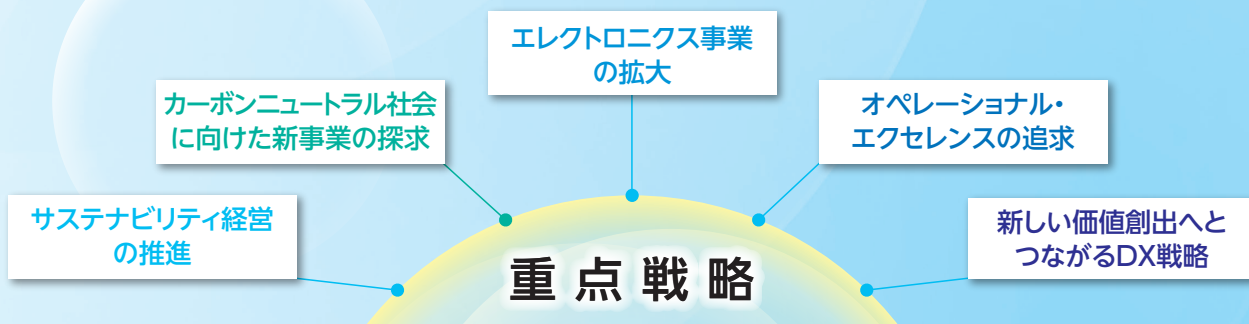 エレクトロニクス事業
の拡大
カーボンニュートラル社会
に向けた新事業の探求
オペレーショナル・
エクセレンスの追求
サステナビリティ経営
の推進
新しい価値創出へと
つながるDX戦略
重点戦略